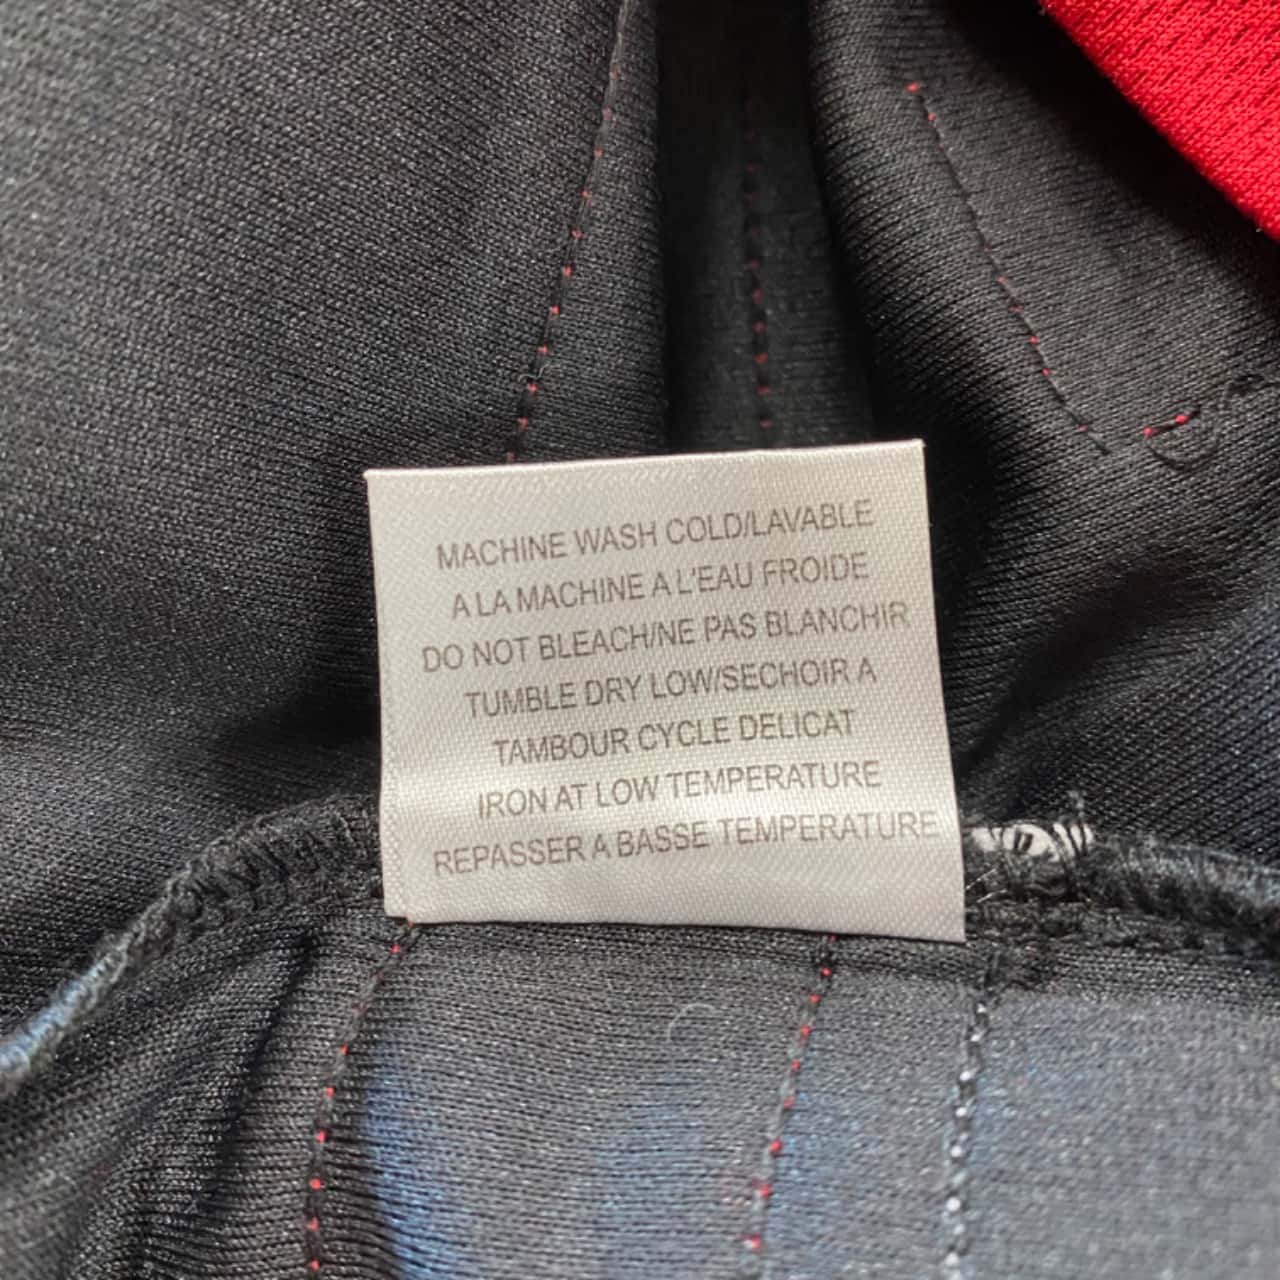 MACHINE WASH COLD/LAVABLE
A LA MACHINE A L'EAU FROIDE
DO NOT BLEACH/NE PAS BLANCHIR
TUMBLE DRY LOW/SECHOIR A
TAMBOUR CYCLE DELICAT
IRON AT LOW TEMPERATURE
REPASSER A BASSE TEMPERATURE